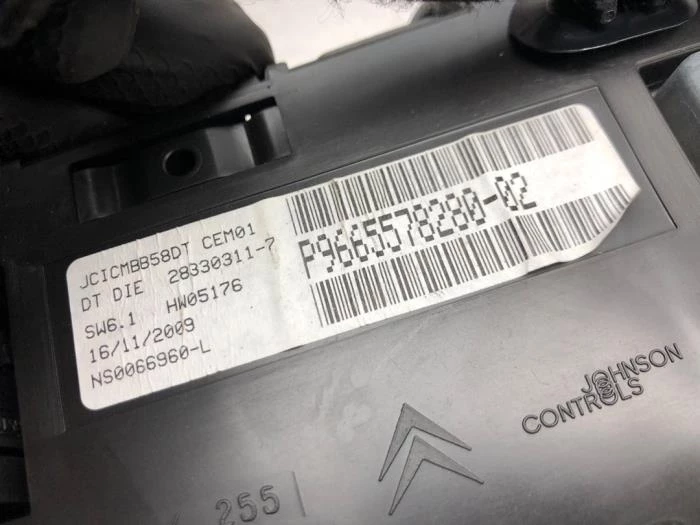 JCICMBB58DT CEM01
DT DIE 28330311-7
SW6.1 HW05176
16/11/2009
NS0066960-L
P9665578280-02
JOHNSON
CONTROLS
255